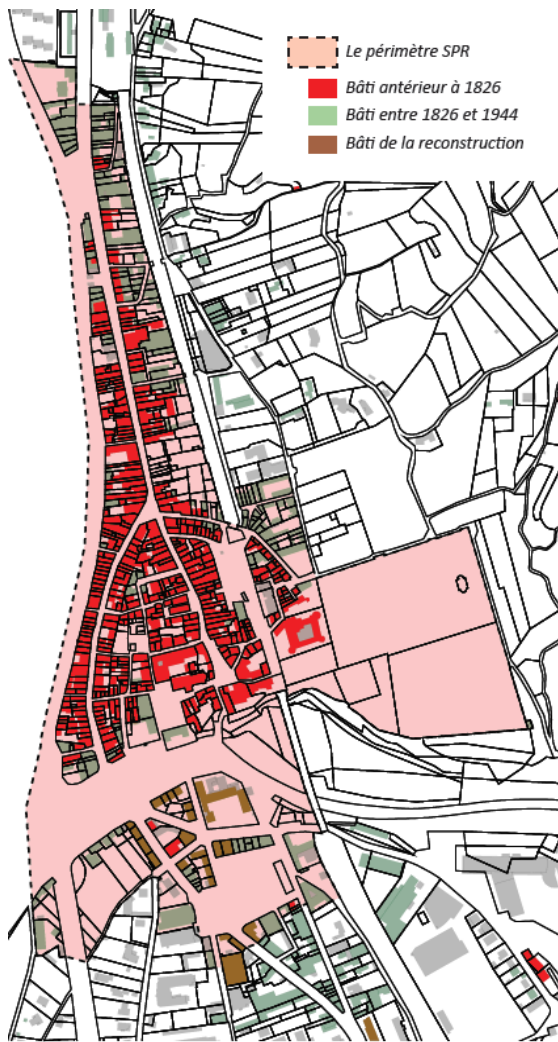 Le périmètre SPR
Bâti antérieur à 1826
Bâti entre 1826 et 1944
Bâti de la reconstruction